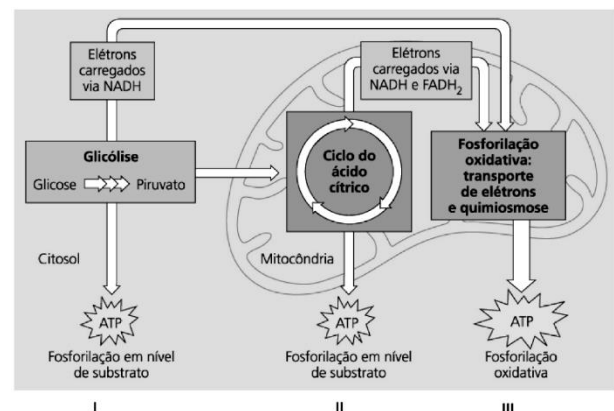 Elétrons
carregados
via NADH
Elétrons
carregados via
NADH e FADH₂
Glicólise
Glicose Piruvato
Ciclo do
ácido
cítrico
Fosforilação
oxidativa:
transporte
de elétrons
e quimiosmose
Citosol
Mitocôndria
ATP
ATP
ATP
Fosforilação em nível
de substrato
Fosforilação em nível
de substrato
Fosforilação
oxidativa
I II III